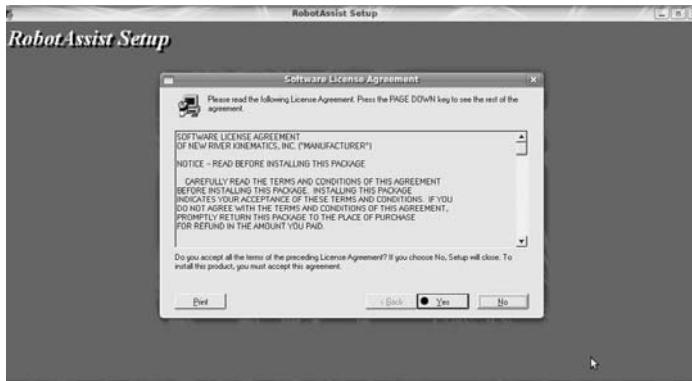 RobotAssist Setup
RobotAssist Setup
Software License Agreement
Please read the following License Agreement. Press the PAGE DOWN key to see the rest of the
agreement.
SOFTWARE LICENSE AGREEMENT
OF NEW RIVER KINEMATICS, INC. ("MANUFACTURER")
NOTICE - READ BEFORE INSTALLING THIS PACKAGE
CAREFULLY READ THE TERMS AND CONDITIONS OF THIS AGREEMENT
BEFORE INSTALLING THIS PACKAGE. INSTALLING THIS PACKAGE
INDICATES YOUR ACCEPTANCE OF THESE TERMS AND CONDITIONS. IF YOU
DO NOT AGREE WITH THE TERMS AND CONDITIONS OF THIS AGREEMENT,
PROMPTLY RETURN THIS PACKAGE TO THE PLACE OF PURCHASE
FOR REFUND IN THE AMOUNT YOU PAID.
Do you accept all the terms of the preceding License Agreement? If you choose No, Setup will close. To
install this product, you must accept this agreement.
Print
< Back
Yes
No